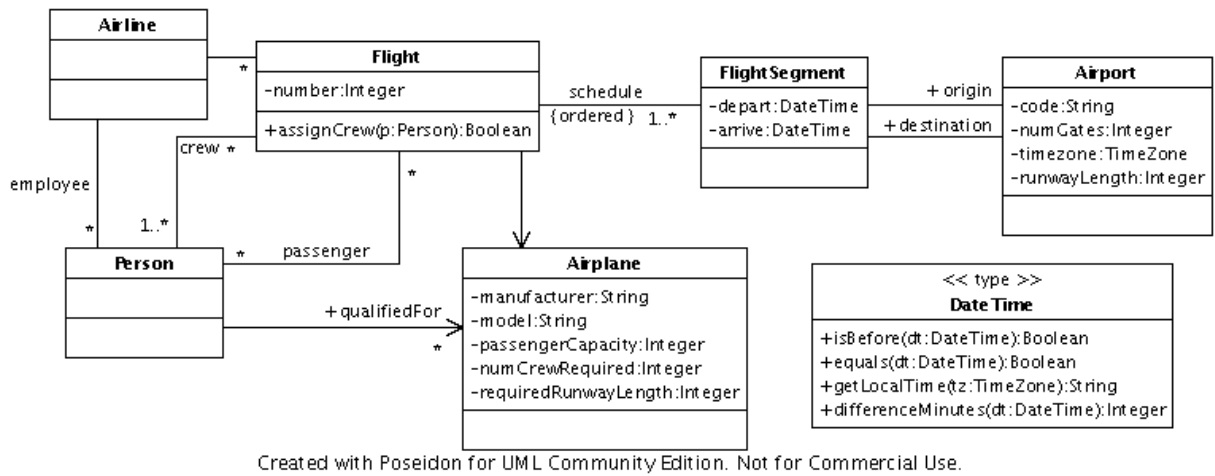 Airline
*
Flight
-number:Integer
+assignCrew(p:Person):Boolean
schedule
{ordered }
1..*
FlightSegment
-depart:DateTime
-arrive:DateTime
+ origin
+destination
Airport
-code:String
-numGates:Integer
-timezone:TimeZone
-runwayLength:Integer
crew
*
employee
*
1..*
*
passenger
*
Person
+qualifiedFor
*
Airplane
-manufacturer:String
-model:String
-passengerCapacity:Integer
-numCrewRequired:Integer
-requiredRunwayLength:Integer
<< type >>
DateTime
+isBefore(dt:DateTime):Boolean
+equals(dt:DateTime):Boolean
+getLocalTime(tz:TimeZone):String
+differenceMinutes(dt:DateTime):Integer
Created with Poseidon for UML Community Edition. Not for Commercial Use.